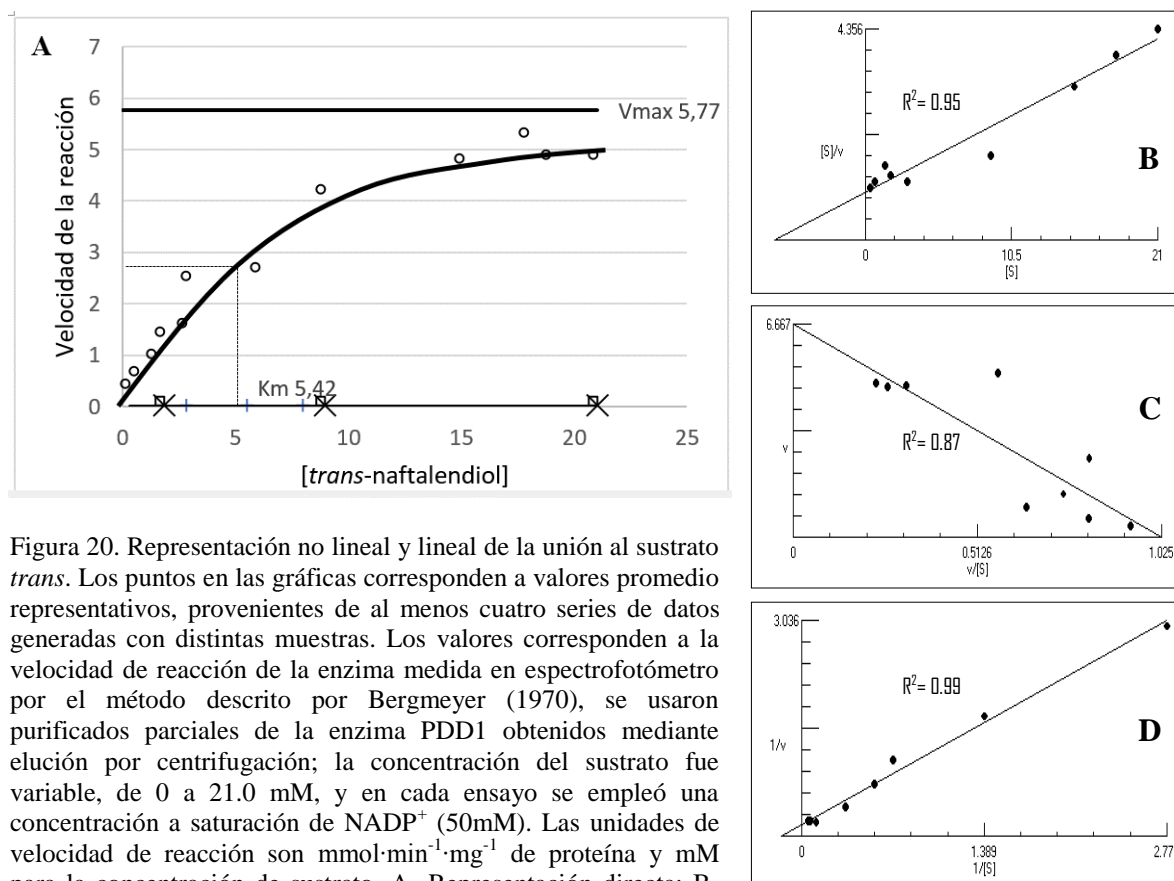 A
7
6
5
4
3
2
1
0
Velocidad de la reacción
Vmax 5,77
Km 5,42
0 5 10 15 20 25
[trans-naftalendiol]
Figura 20. Representación no lineal y lineal de la unión al sustrato
trans. Los puntos en las gráficas corresponden a valores promedio
representativos, provenientes de al menos cuatro series de datos
generadas con distintas muestras. Los valores corresponden a la
velocidad de reacción de la enzima medida en espectrofotómetro
por el método descrito por Bergmeyer (1970), se usaron
purificados parciales de la enzima PDD1 obtenidos mediante
elución por centrifugación; la concentración del sustrato fue
variable, de 0 a 21.0 mM, y en cada ensayo se empleó una
concentración a saturación de NADP⁺ (50mM). Las unidades de
velocidad de reacción son mmol·min⁻¹·mg⁻¹ de proteína y mM
para la concentración de sustrato. A. Representación directa; B.
4.356
R²= 0.95
[S]/v
B
0 10.5 21
[S]
6.667
C
R²= 0.87
v
0 0.5126 1.025
v/[S]
3.036
R²= 0.99
D
1/v
0 1.389 2.77
1/[S]